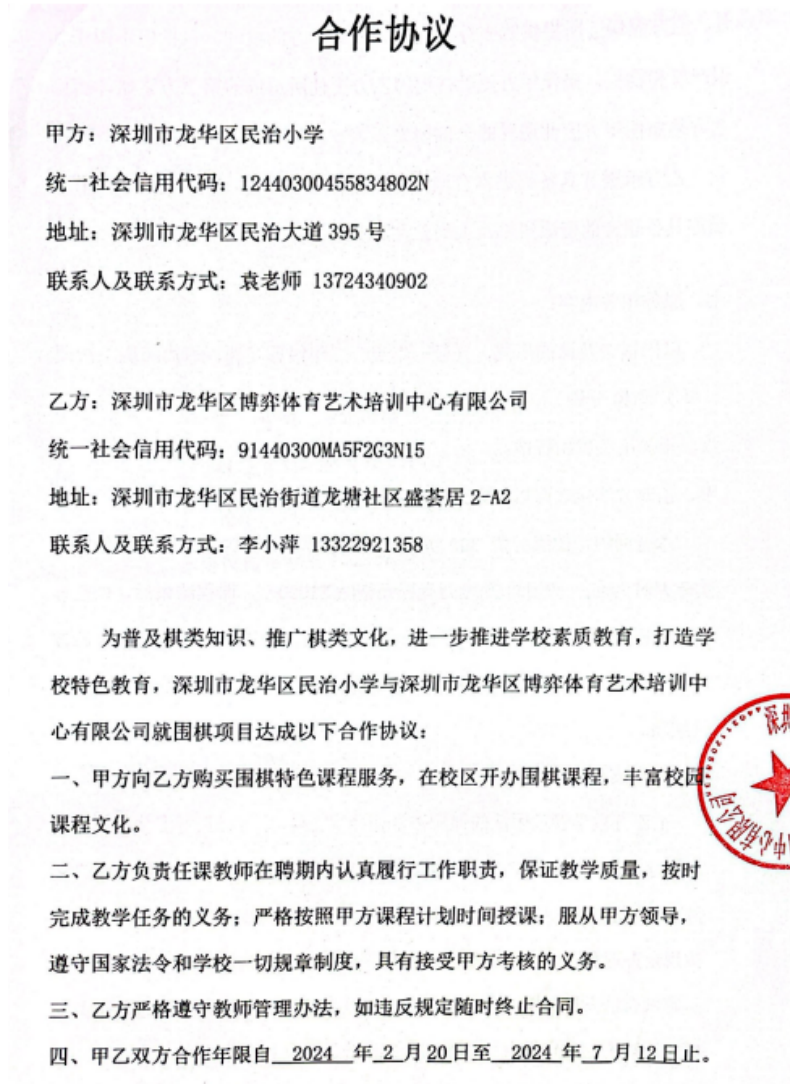 合作协议
甲方：深圳市龙华区民治小学
统一社会信用代码：12440300455834802N
地址：深圳市龙华区民治大道 395 号
联系人及联系方式：袁老师 13724340902
乙方：深圳市龙华区博弈体育艺术培训中心有限公司
统一社会信用代码：91440300MA5F2G3N15
地址：深圳市龙华区民治街道龙塘社区盛荟居 2-A2
联系人及联系方式：李小萍 13322921358
为普及棋类知识、推广棋类文化，进一步推进学校素质教育，打造学
校特色教育，深圳市龙华区民治小学与深圳市龙华区博弈体育艺术培训中
心有限公司就围棋项目达成以下合作协议：
一、甲方向乙方购买围棋特色课程服务，在校区开办围棋课程，丰富校园
课程文化。
二、乙方负责任课教师在聘期内认真履行工作职责，保证教学质量，按时
完成教学任务的义务；严格按照甲方课程计划时间授课；服从甲方领导，
遵守国家法令和学校一切规章制度，具有接受甲方考核的义务。
三、乙方严格遵守教师管理办法，如违反规定随时终止合同。
四、甲乙双方合作年限自 2024 年 2 月 20 日至 2024 年 7 月 12 日止。
深圳
中心有限公司